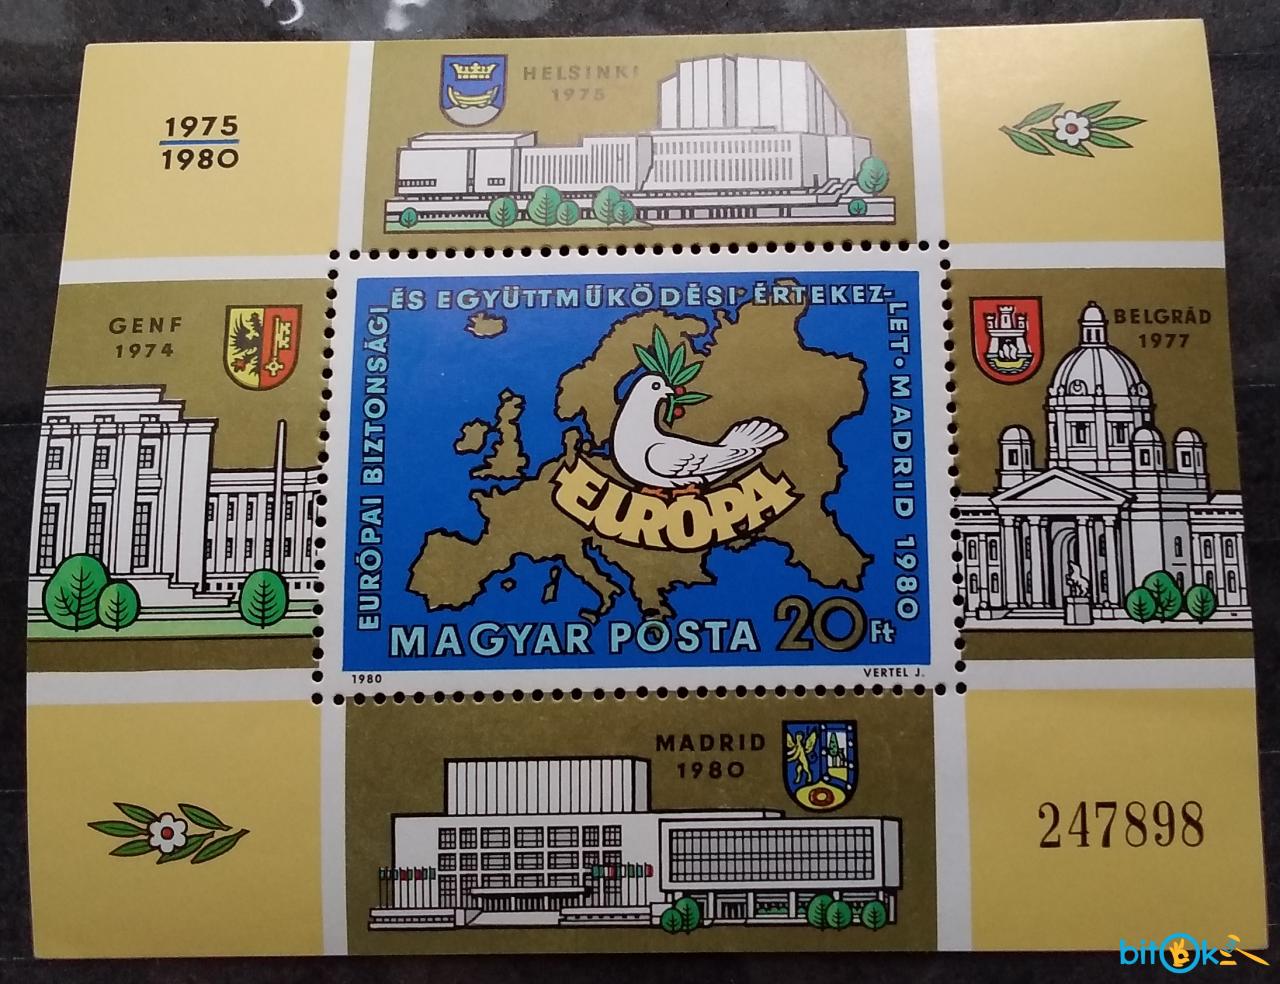 1975
1980
HELSINKI
1975
GENF
1974
BELGRÁD
1977
EURÓPAI BIZTONSÁGI
ÉS EGYÜTTMŰKÖDÉSI ÉRTEKEZ-
LET · MADRID 1980
EURÓPA
MAGYAR POSTA 20 Ft
1980
VERTEL J.
MADRID
1980
247898
bitOk